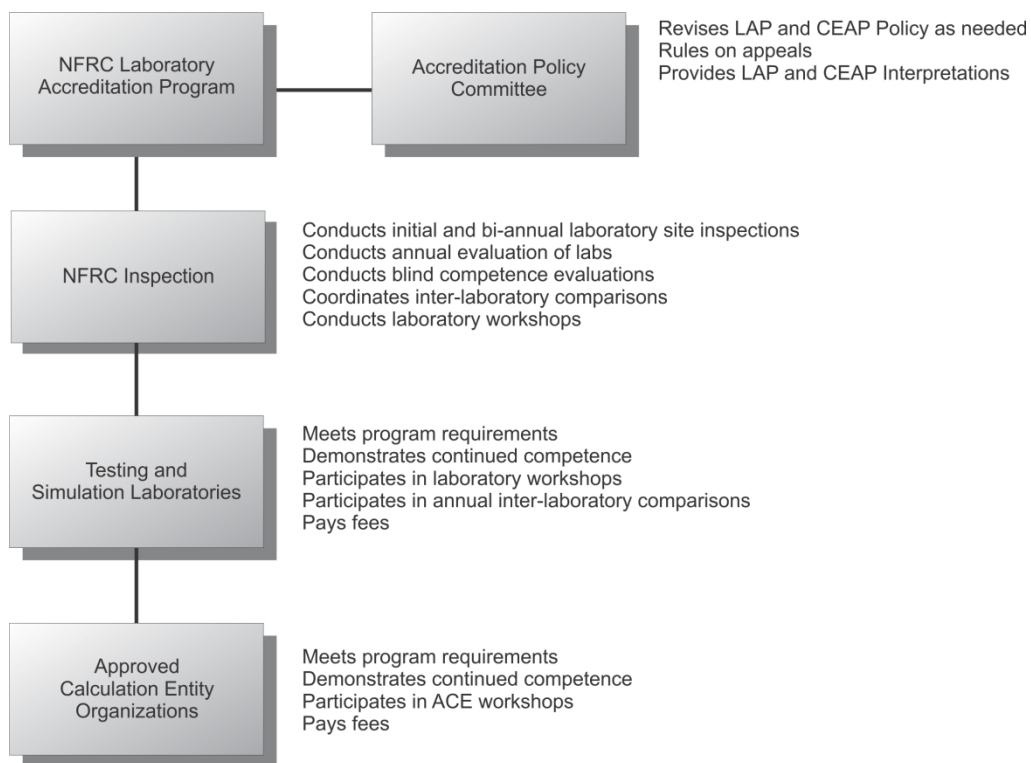 NFRC Laboratory
Accreditation Program
Accreditation Policy
Committee
Revises LAP and CEAP Policy as needed
Rules on appeals
Provides LAP and CEAP Interpretations
NFRC Inspection
Conducts initial and bi-annual laboratory site inspections
Conducts annual evaluation of labs
Conducts blind competence evaluations
Coordinates inter-laboratory comparisons
Conducts laboratory workshops
Testing and
Simulation Laboratories
Meets program requirements
Demonstrates continued competence
Participates in laboratory workshops
Participates in annual inter-laboratory comparisons
Pays fees
Approved
Calculation Entity
Organizations
Meets program requirements
Demonstrates continued competence
Participates in ACE workshops
Pays fees